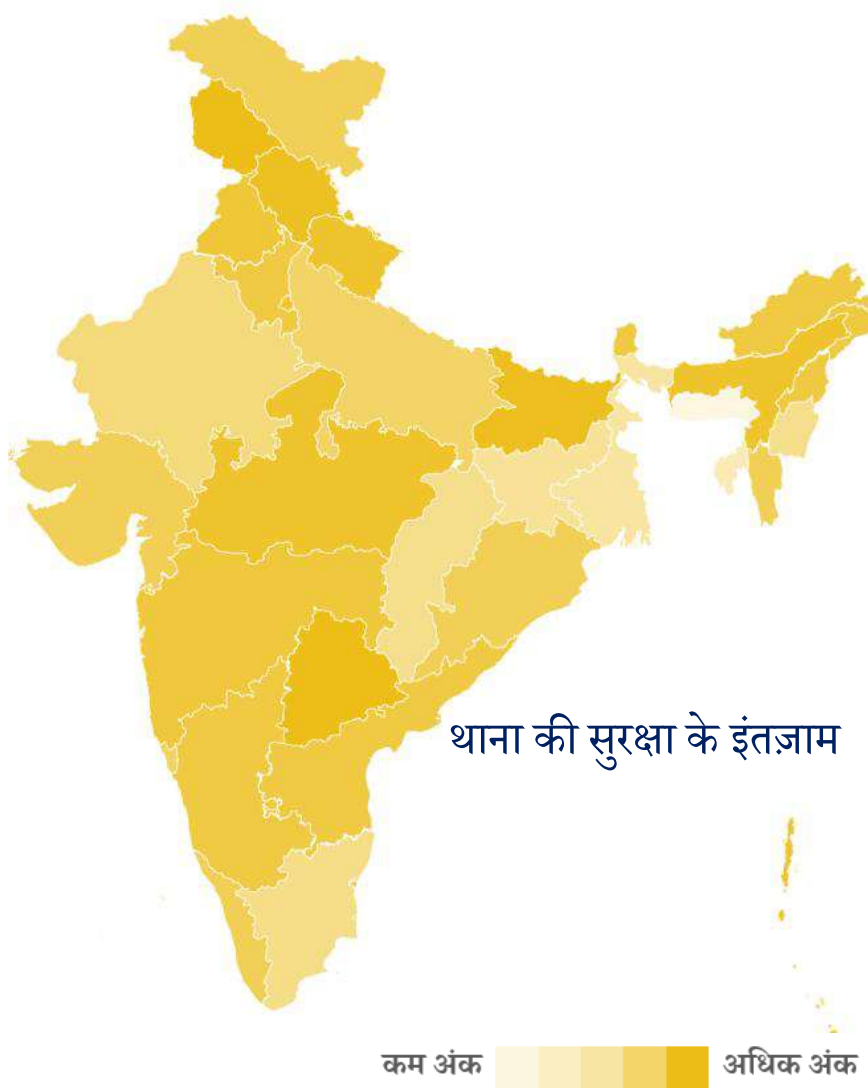 थाना की सुरक्षा के इंतज़ाम
कम अंक अधिक अंक